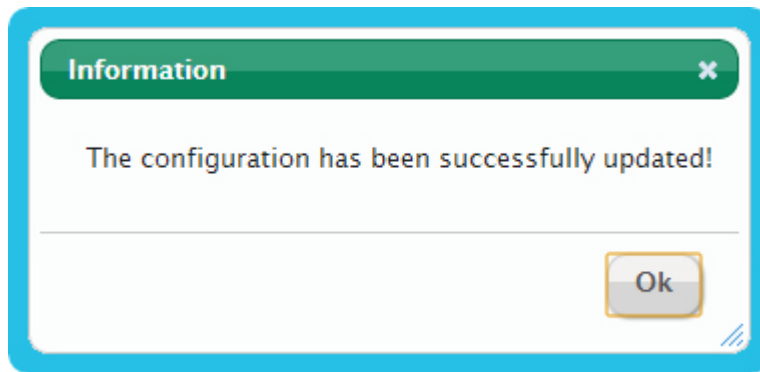 Information
The configuration has been successfully updated!
Ok